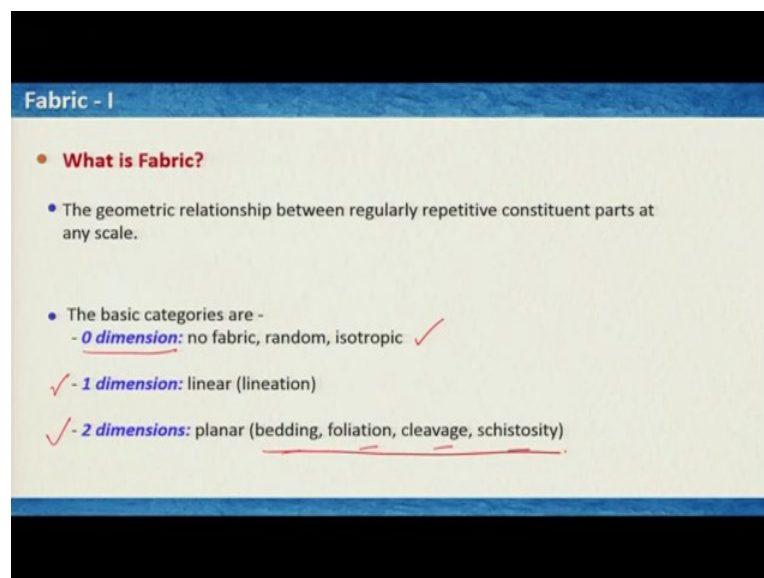 Fabric - I
• What is Fabric?
• The geometric relationship between regularly repetitive constituent parts at
any scale.
• The basic categories are -
- 0 dimension: no fabric, random, isotropic
- 1 dimension: linear (lineation)
- 2 dimensions: planar (bedding, foliation, cleavage, schistosity)